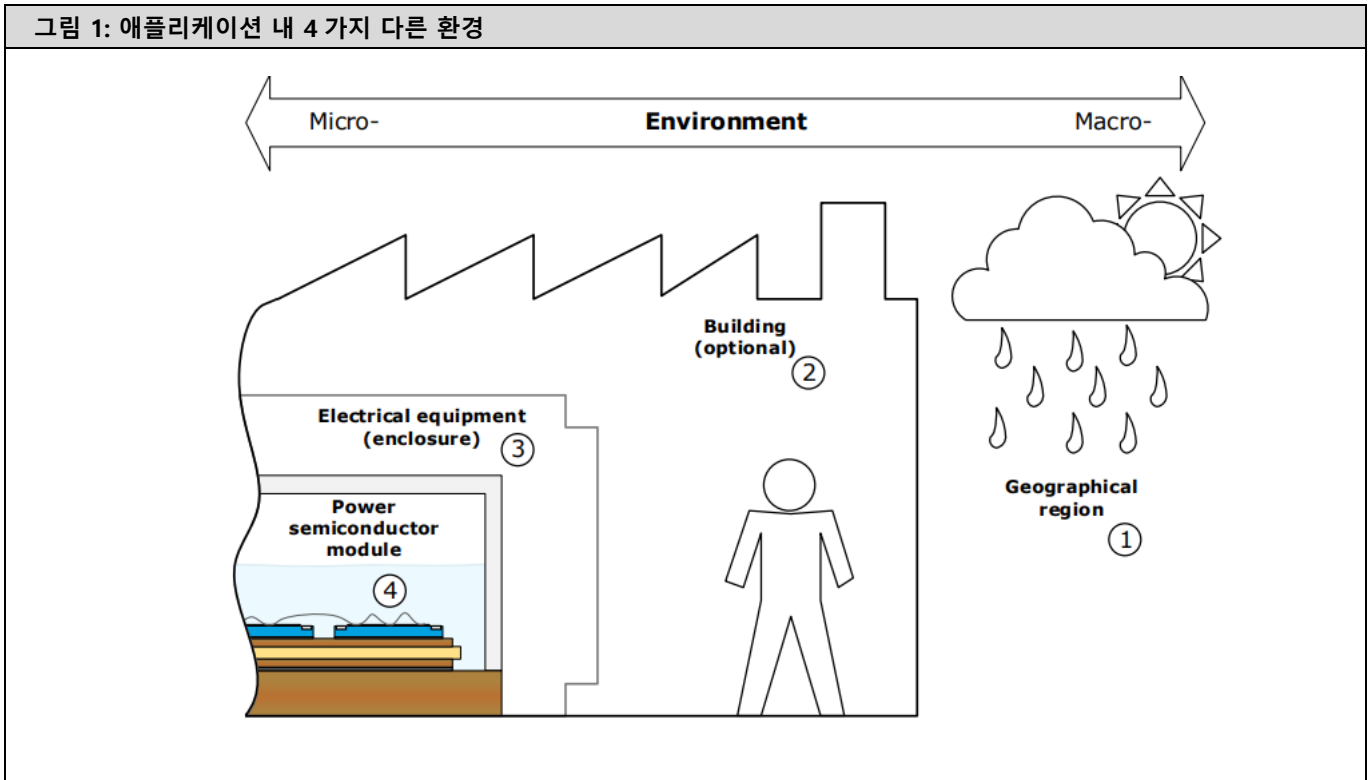 그림 1: 애플리케이션 내 4 가지 다른 환경
Micro-
Environment
Macro-
Building
(optional)
2
Electrical equipment
(enclosure)
3
Power
semiconductor
module
4
Geographical
region
1